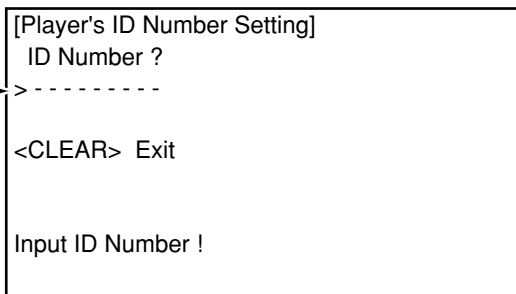 [Player's ID Number Setting]
ID Number ?
> - - - - - - - - -
<CLEAR> Exit
Input ID Number !